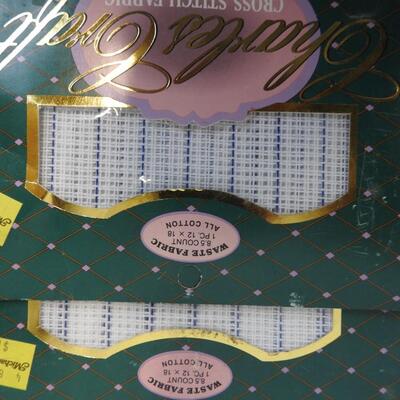 WASTE FABRIC
8.5 COUNT
1 PC. 12 X 18
ALL COTTON
WASTE FABRIC
8.5 COUNT
1 PC. 12 X 18
ALL COTTON
Charles Craft
CROSS STITCH FABRIC